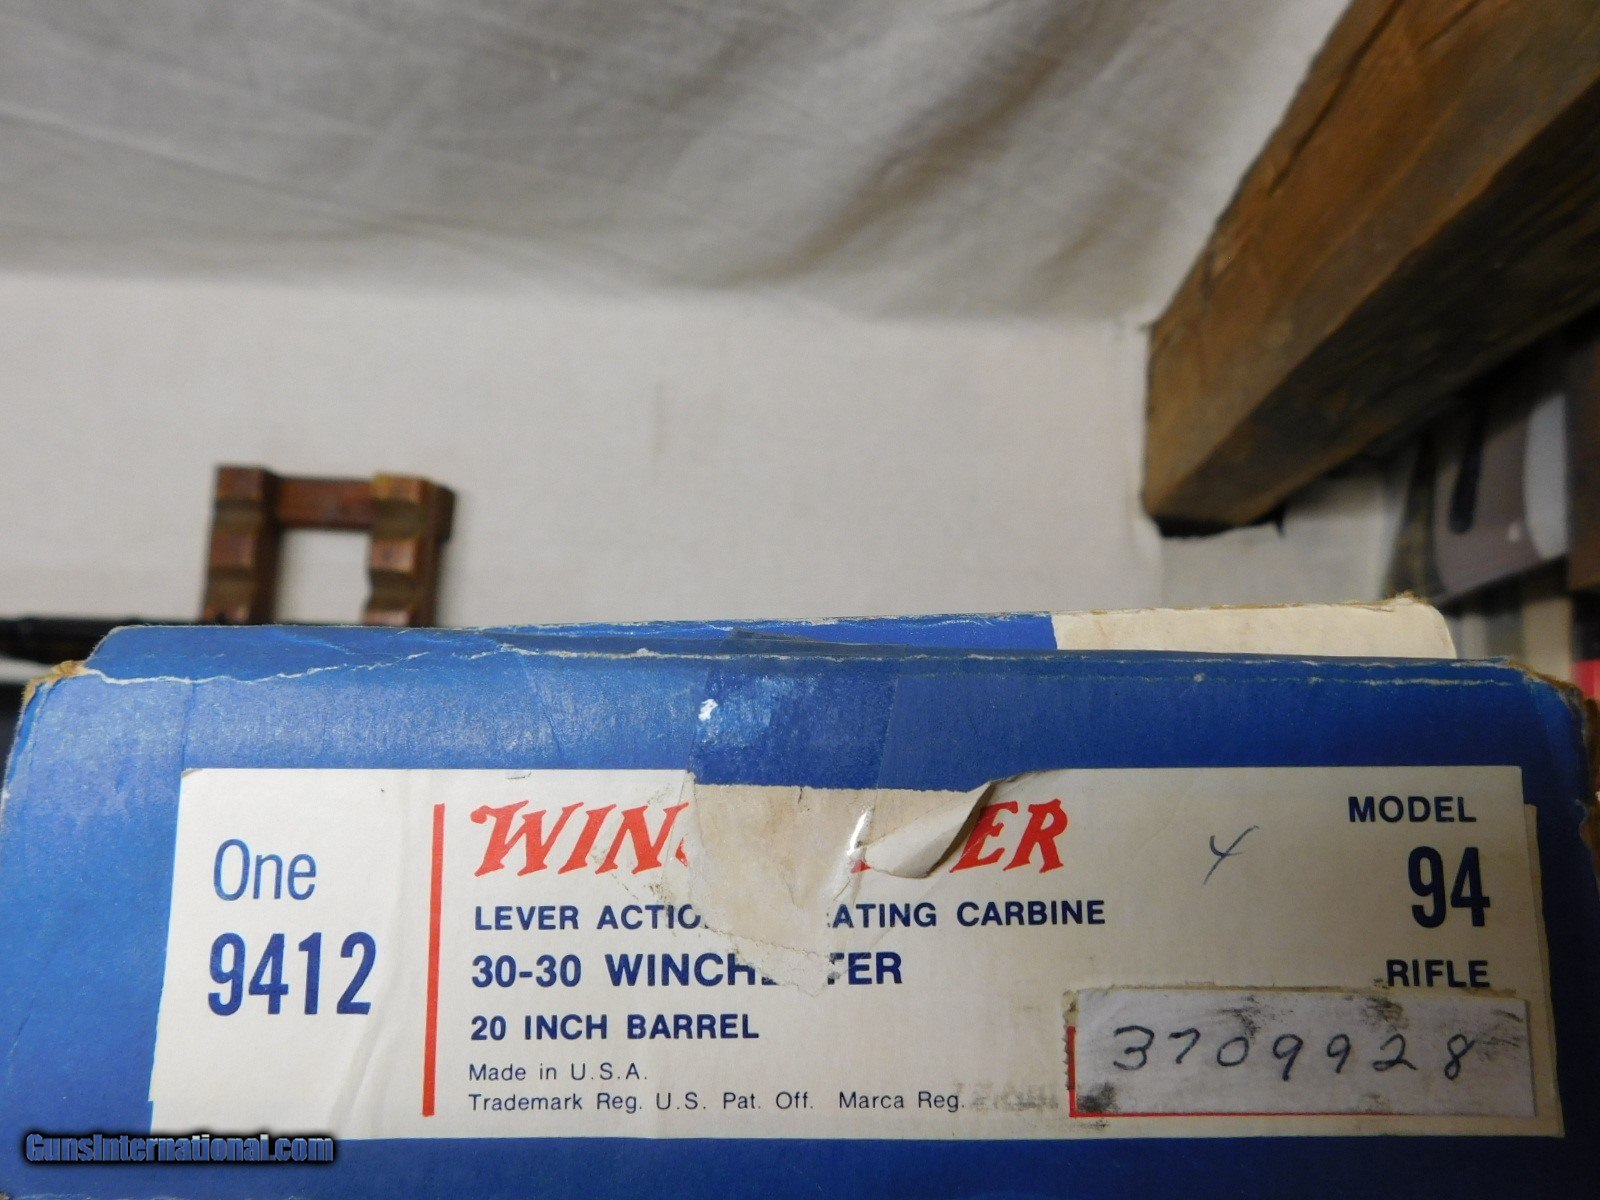 One
9412
WIN ER
LEVER ACTIO ATING CARBINE
30-30 WINCH TER
20 INCH BARREL
Made in U.S.A.
Trademark Reg. U.S. Pat. Off. Marca Reg.
4
MODEL
94
RIFLE
3709928
GunsInternational.com